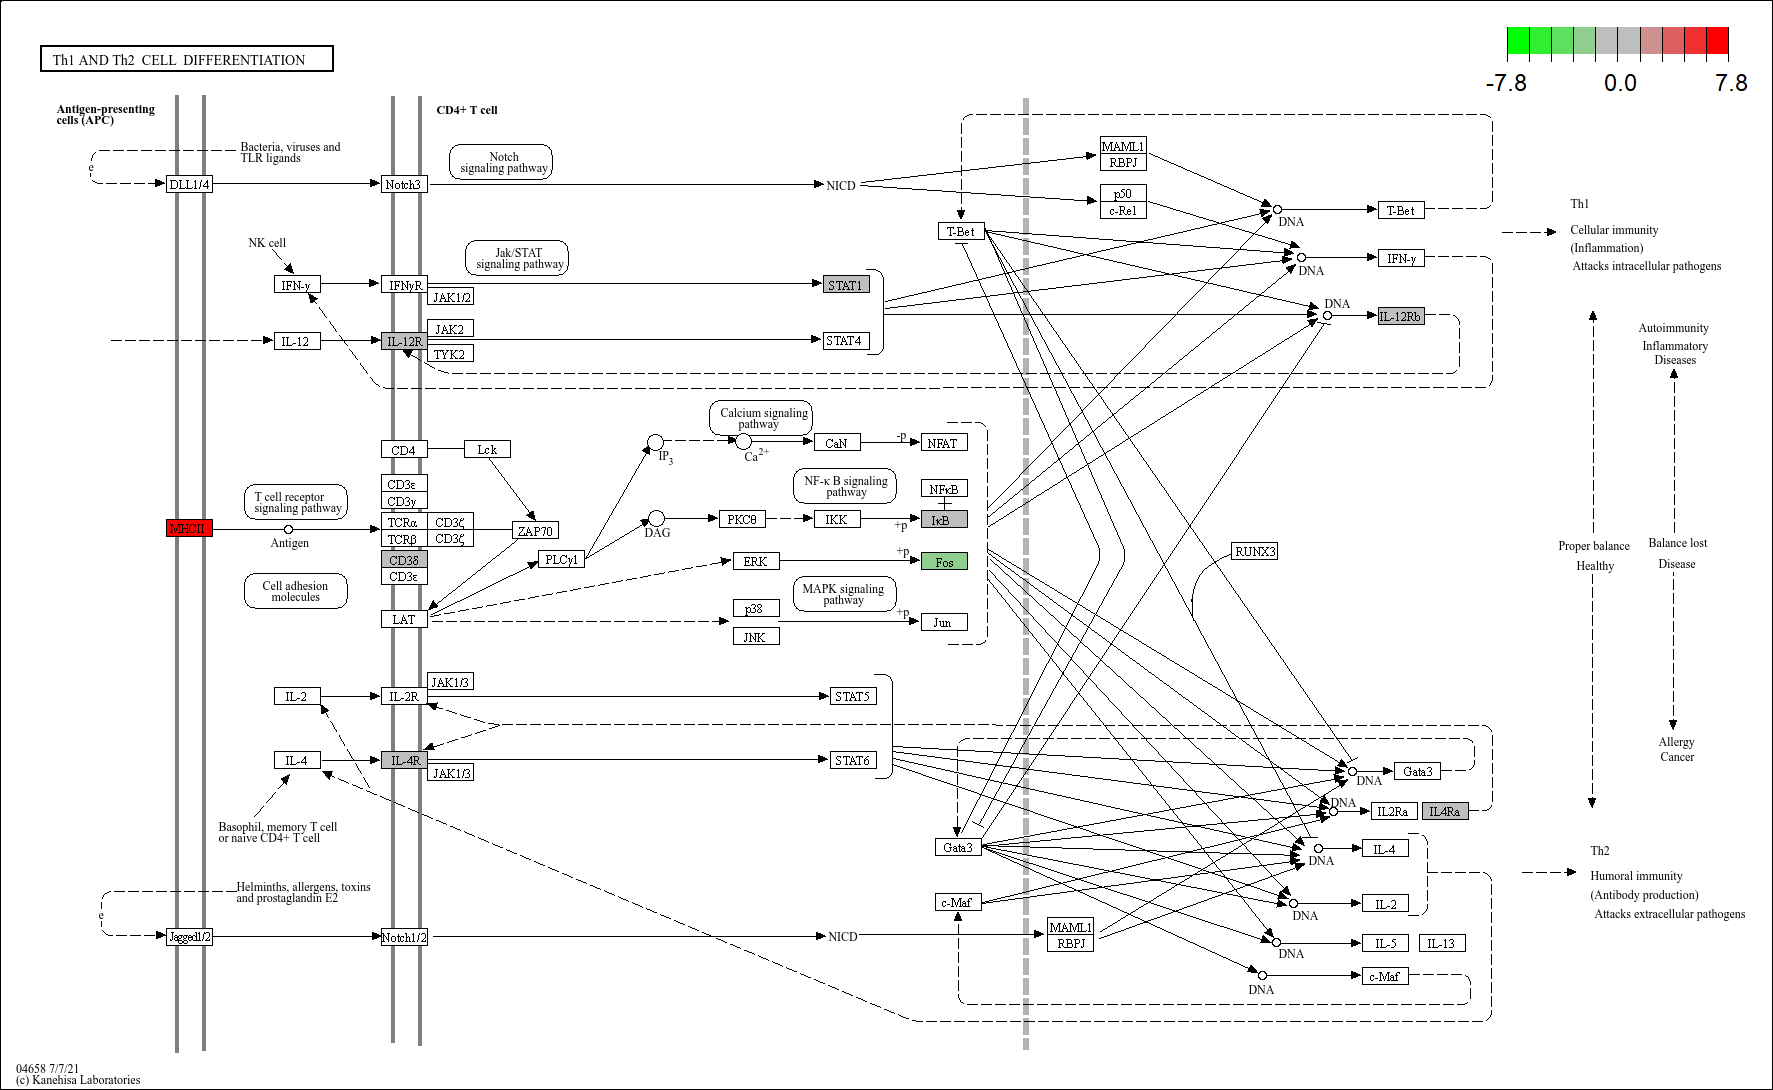 Th1 AND Th2 CELL DIFFERENTIATION
-7.8
0.0
7.8
Antigen-presenting
cells (APC)
CD4+ T cell
Bacteria, viruses and
TLR ligands
e
DLL1/4
Notch3
Notch
signaling pathway
NICD
MAML1
RBPJ
p50
c-Rel
DNA
T-Bet
T-Bet
Th1
Cellular immunity
(Inflammation)
Attacks intracellular pathogens
NK cell
IFN-γ
IFNγR
JAK1/2
Jak/STAT
signaling pathway
STAT1
DNA
IFN-γ
IL-12
IL-12R
JAK2
TYK2
STAT4
DNA
IL-12Rb
Autoimmunity
Inflammatory
Diseases
CD4
Lck
CD3ε
CD3γ
TCRα
CD3ζ
TCRβ
CD3ζ
CD3δ
CD3ε
LAT
MHCII
Antigen
T cell receptor
signaling pathway
Cell adhesion
molecules
ZAP70
PLCγ1
IP3
DAG
Calcium signaling
pathway
Ca2+
CaN
-p
NFAT
NF-κ B signaling
pathway
NFκB
PKCθ
IKK
+p
IκB
ERK
+p
Fos
MAPK signaling
pathway
p38
JNK
+p
Jun
RUNX3
Proper balance
Healthy
Balance lost
Disease
IL-2
IL-2R
JAK1/3
STAT5
IL-4
IL-4R
JAK1/3
STAT6
Basophil, memory T cell
or naive CD4+ T cell
Allergy
Cancer
DNA
Gata3
DNA
IL2Ra
IL4Ra
Gata3
DNA
IL-4
c-Maf
DNA
IL-2
Th2
Humoral immunity
(Antibody production)
Attacks extracellular pathogens
Helminths, allergens, toxins
and prostaglandin E2
e
Jagged1/2
Notch1/2
NICD
MAML1
RBPJ
DNA
IL-5
IL-13
DNA
c-Maf
04658 7/7/21
(c) Kanehisa Laboratories